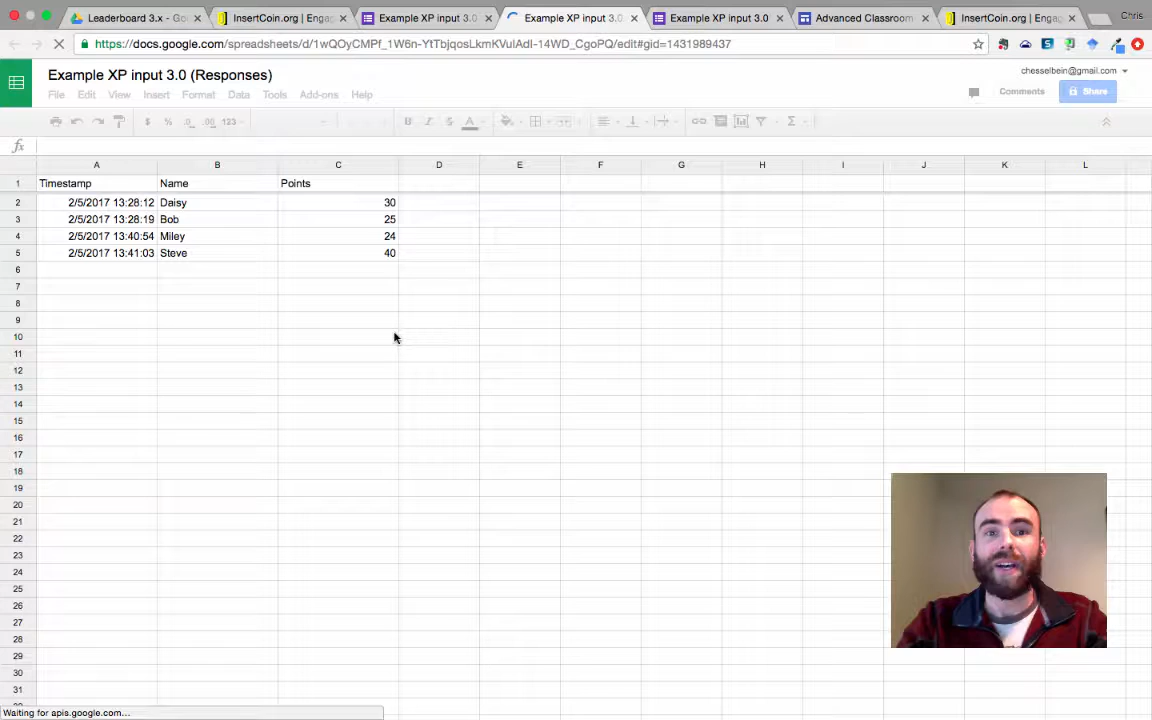 Leaderboard 3.x - Go
InsertCoin.org | Engag
Example XP input 3.0
Example XP input 3.0
Example XP input 3.0
Advanced Classroom
InsertCoin.org | Engag
Chris
https://docs.google.com/spreadsheets/d/1wQOyCMPf_1W6n-YtTbjqosLkmKVulAdI-14WD_CgoPQ/edit#gid=1431989437
Example XP input 3.0 (Responses)
chesselbein@gmail.com
File Edit View Insert Format Data Tools Add-ons Help
Comments
Share
$ % .0 .00 123
B I S A
fx
A B C D E F G H I J K L
1 Timestamp Name Points
2 2/5/2017 13:28:12 Daisy 30
3 2/5/2017 13:28:19 Bob 25
4 2/5/2017 13:40:54 Miley 24
5 2/5/2017 13:41:03 Steve 40
6
7
8
9
10
11
12
13
14
15
16
17
18
19
20
21
22
23
24
25
26
27
28
29
30
31
Waiting for apis.google.com...